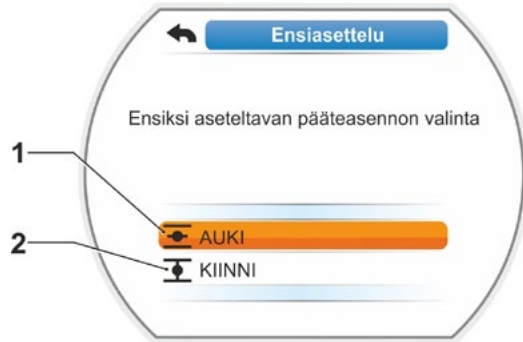 Ensiasettelu
Ensiksi aseteltavan pääteasennon valinta
1
AUKI
2
KIINNI